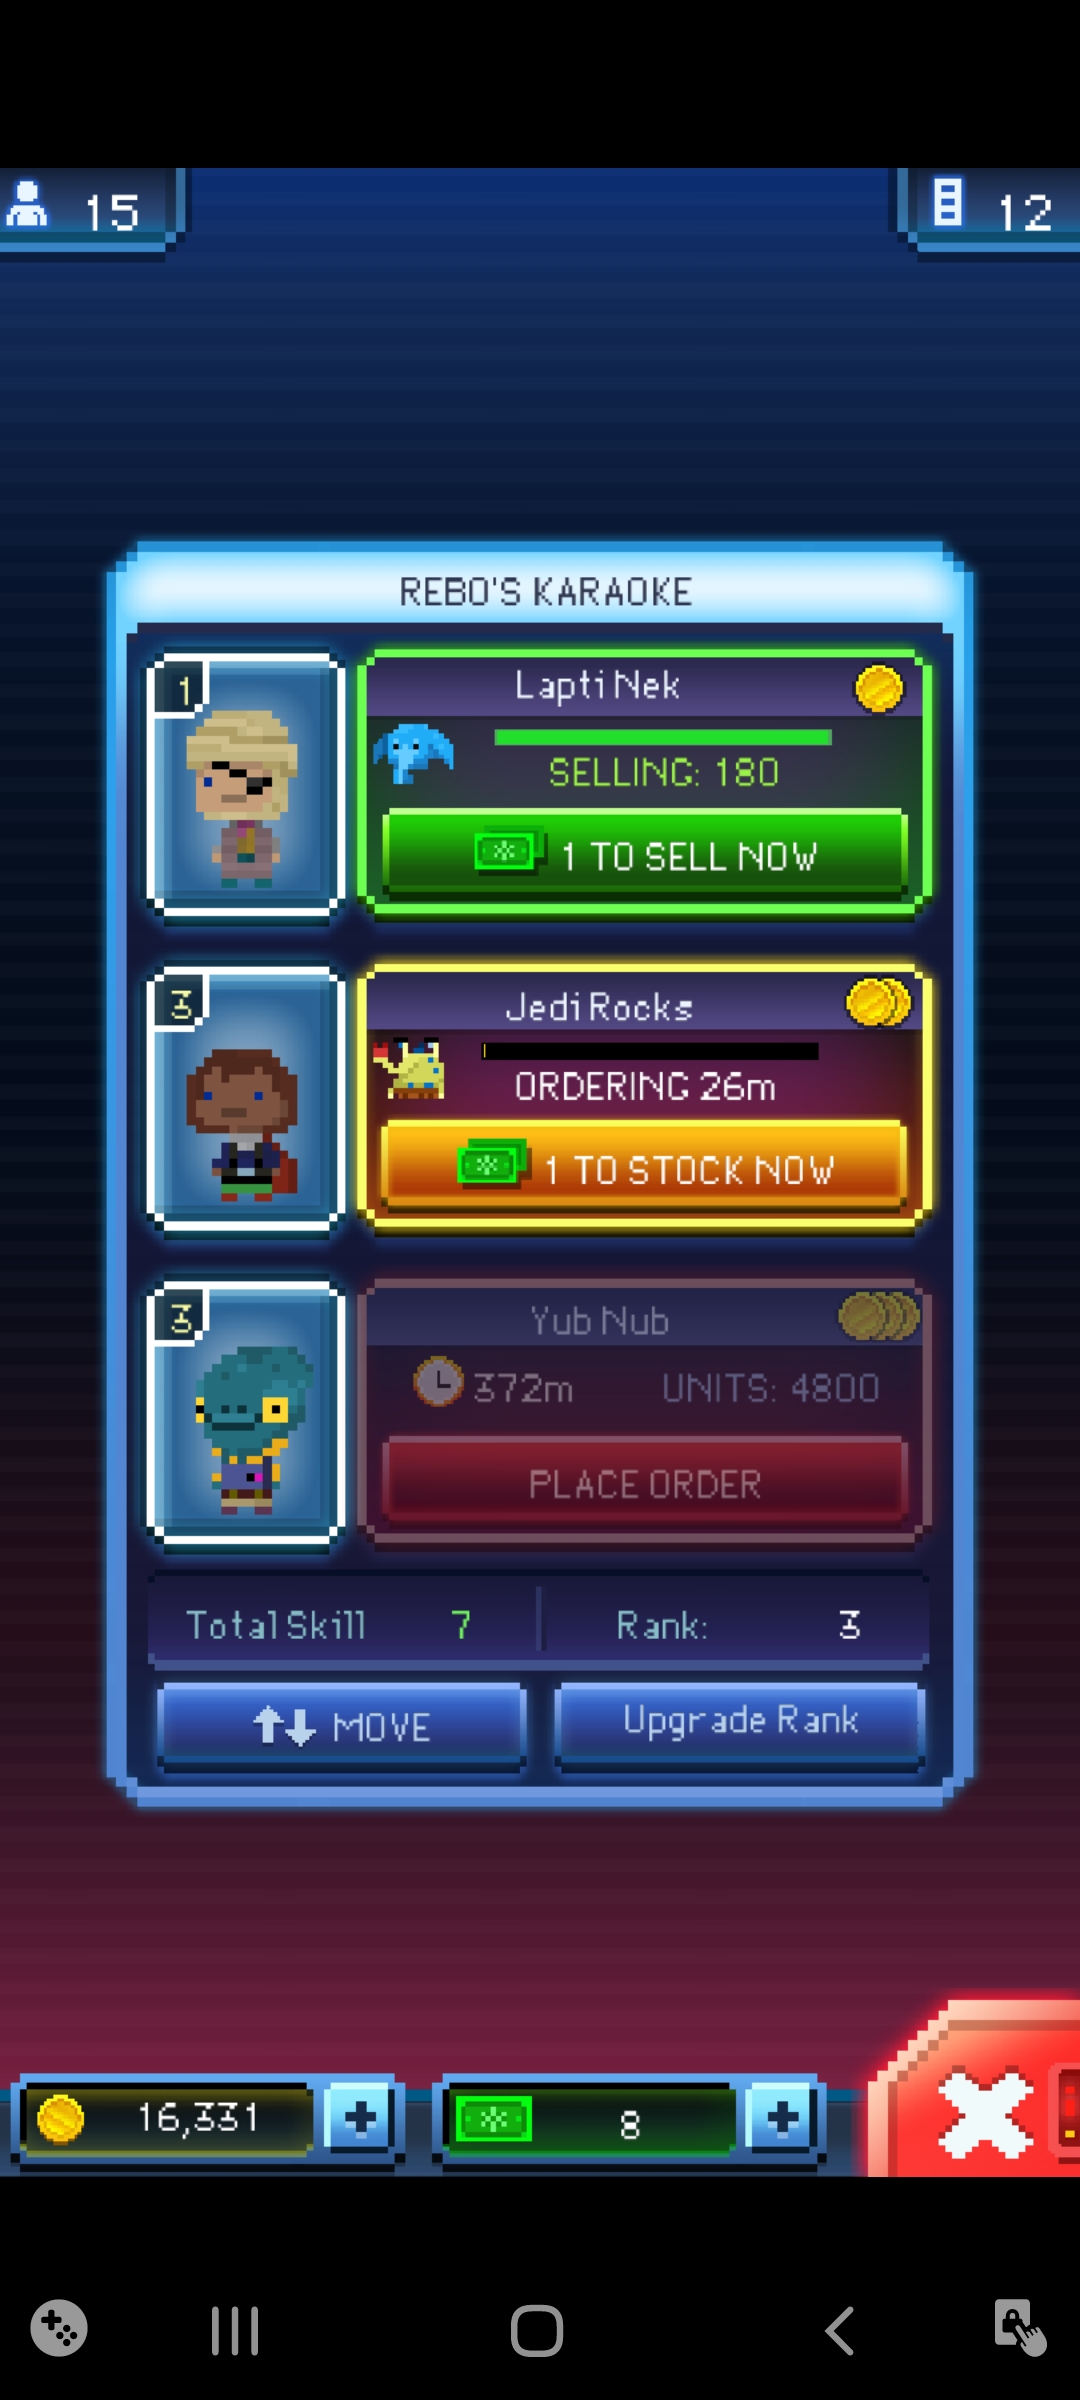 15
12
REBO'S KARAOKE
1
Lapti Nek
SELLING: 180
1 TO SELL NOW
3
Jedi Rocks
ORDERING 26m
1 TO STOCK NOW
3
Yub Nub
372m UNITS: 4800
PLACE ORDER
Total Skill 7 Rank: 3
MOVE Upgrade Rank
16,331 8